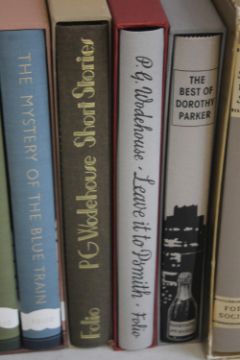 THE MYSTERY OF THE BLUE TRAIN
PG Wodehouse Short Stories
Folio
P.G. Wodehouse · Leave it to Psmith · Folio
THE BEST
OF DOROTHY
PARKER